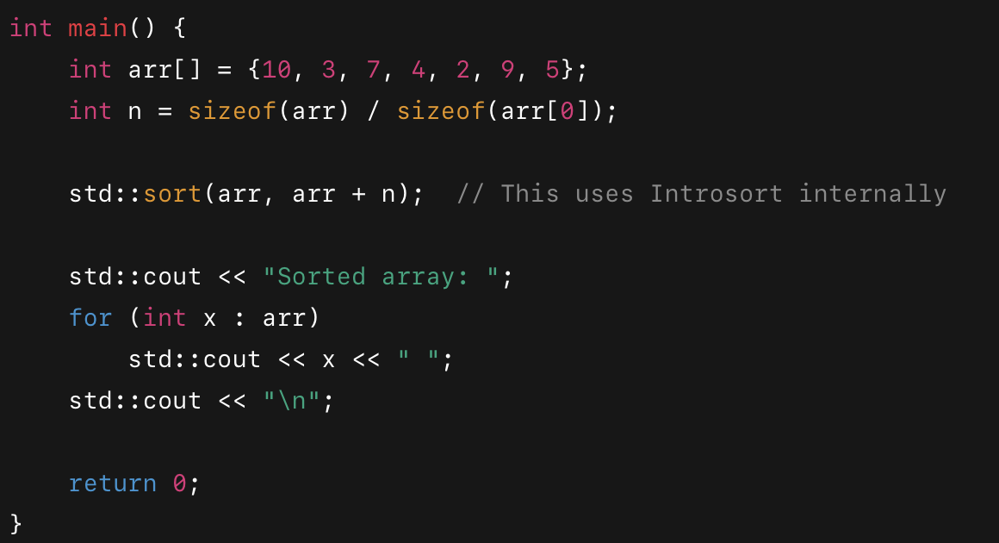 int main() {
    int arr[] = {10, 3, 7, 4, 2, 9, 5};
    int n = sizeof(arr) / sizeof(arr[0]);

    std::sort(arr, arr + n);  // This uses Introsort internally

    std::cout << "Sorted array: ";
    for (int x : arr)
        std::cout << x << " ";
    std::cout << "\n";

    return 0;
}